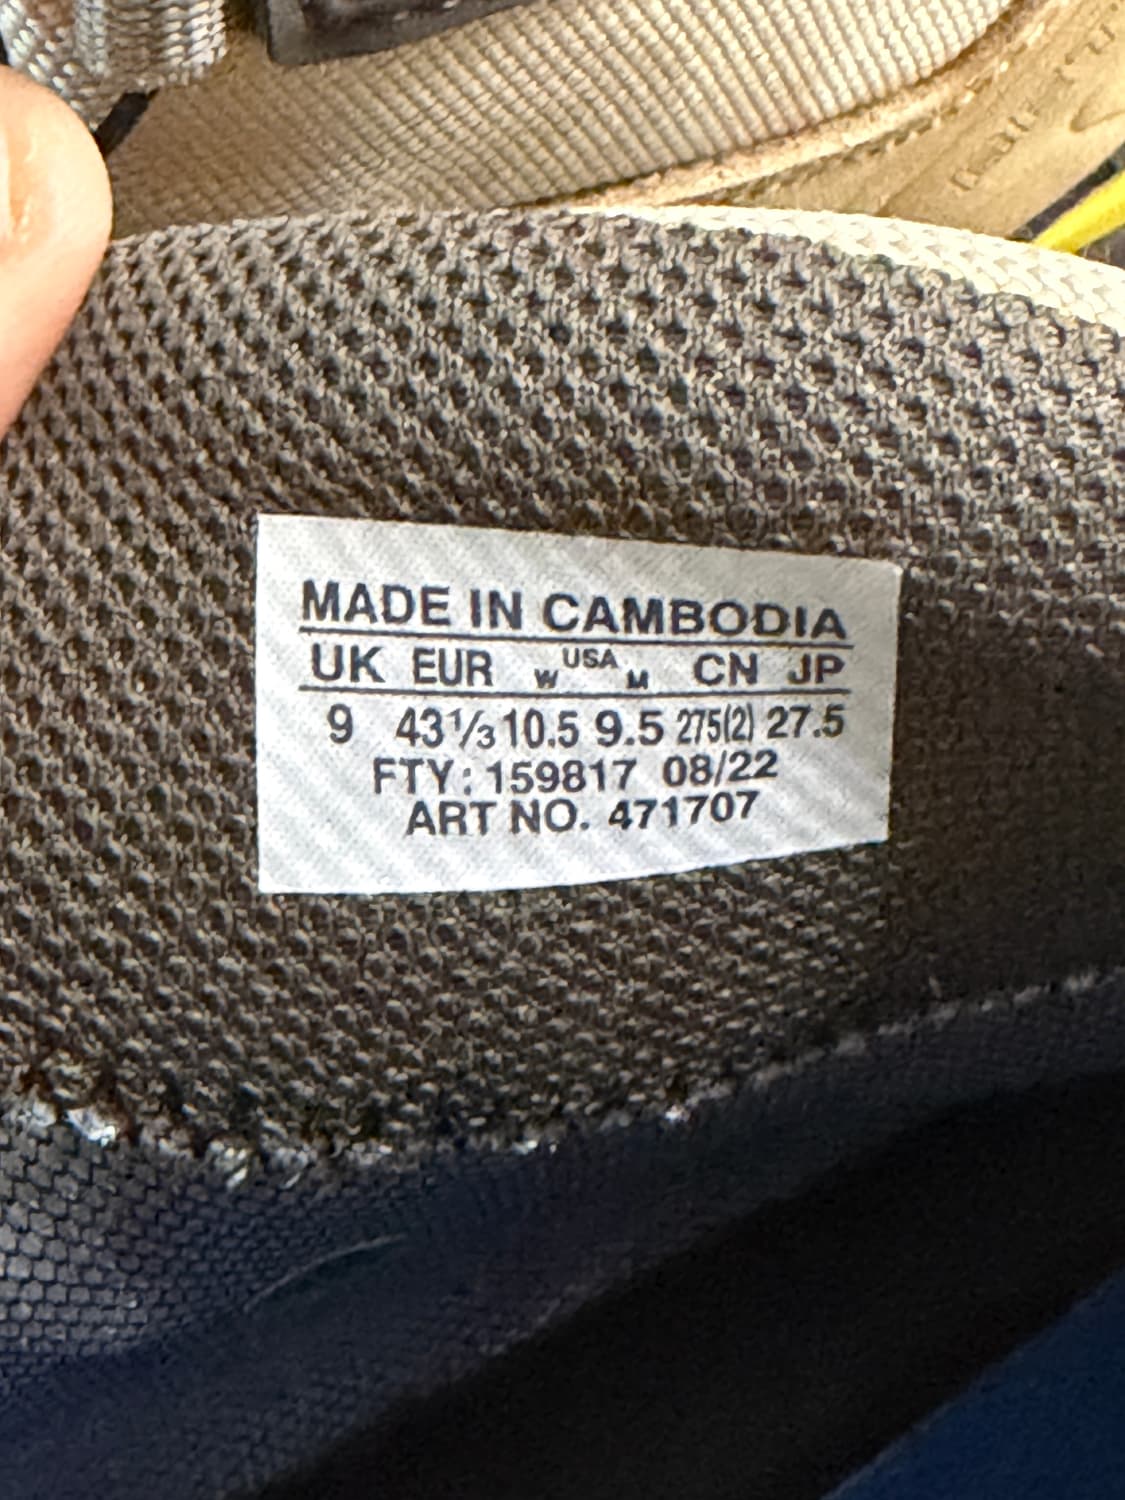 MADE IN CAMBODIA
UK EUR W USA M CN JP
9 43⅓ 10.5 9.5 275(2) 27.5
FTY: 159817 08/22
ART NO. 471707